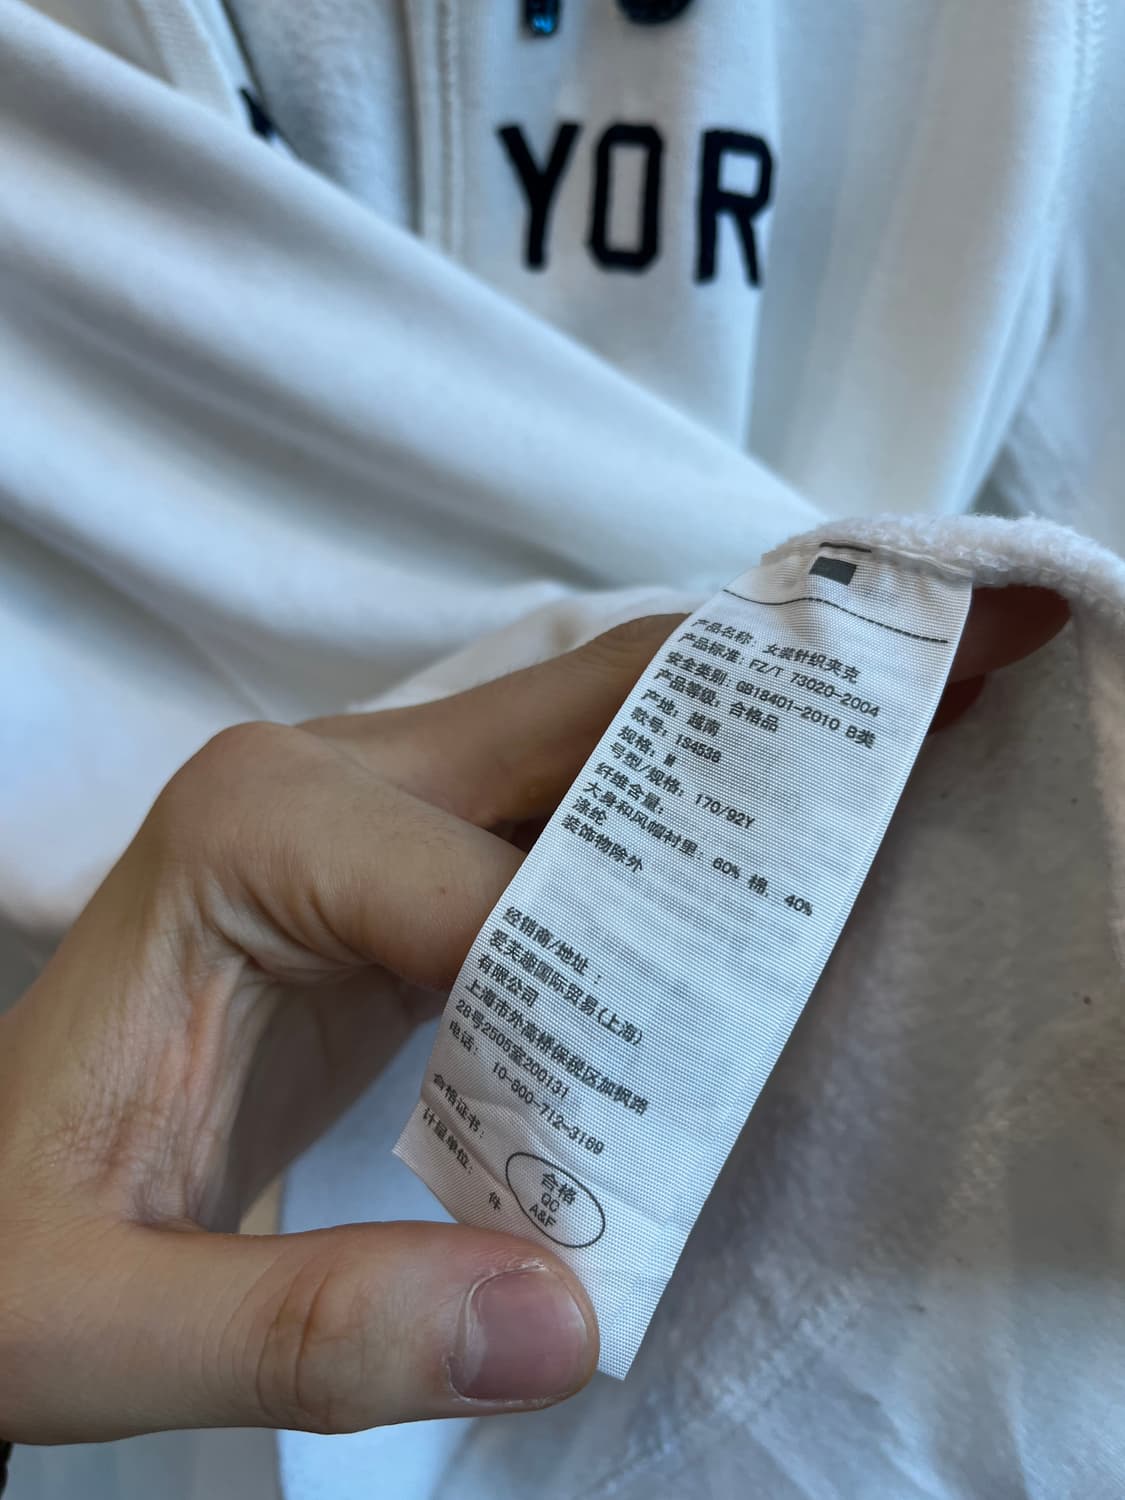 YOR
产品名称: 女装针织夹克
产品标准: FZ/T 73020-2004
安全类别: GB18401-2010 B类
产品等级: 合格品
产地: 越南
款号: 154538
规格: M
号型/规格: 170/92Y
纤维含量:
大身和风帽衬里: 60% 棉, 40%
涤纶
装饰物除外
经销商/地址:
爱芙趣国际贸易(上海)
有限公司
上海市外高桥保税区加枫路
28号2505室200131
电话: 10-800-712-3169
合格证书:
合格
QC
A&F
计量单位: 件